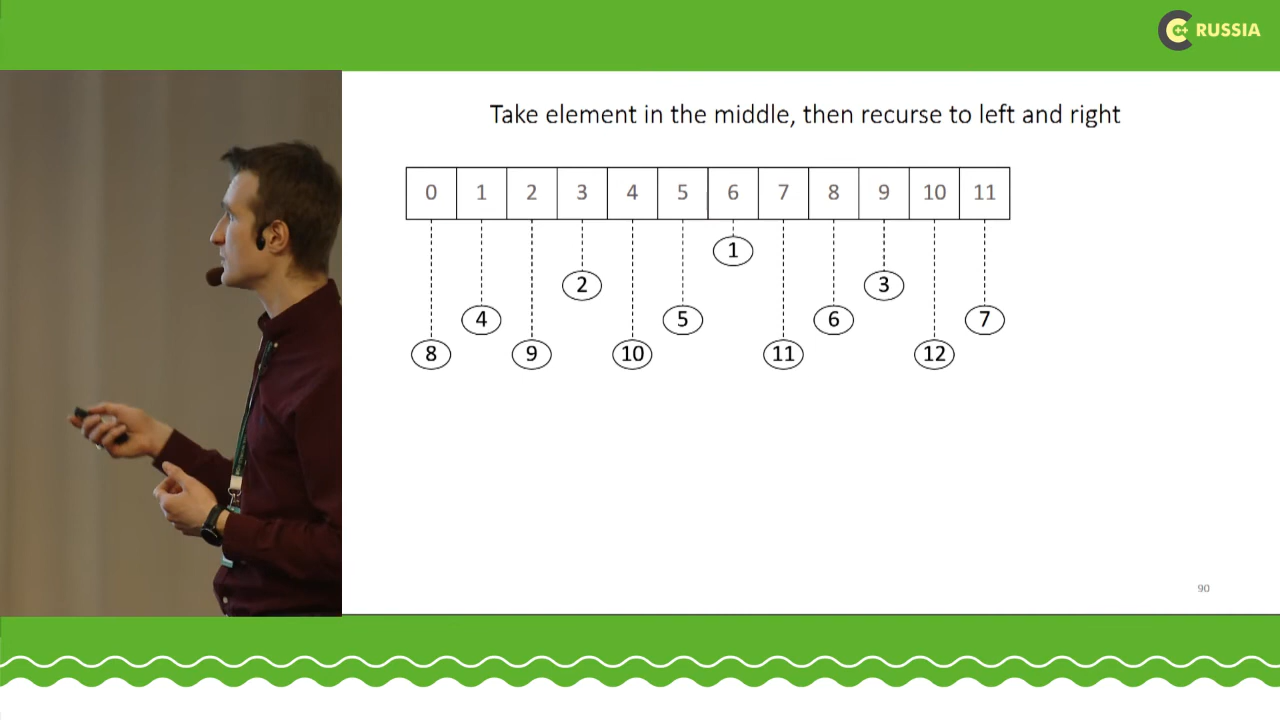 C++ RUSSIA
Take element in the middle, then recurse to left and right
0 1 2 3 4 5 6 7 8 9 10 11
1
2 3
4 5 6 7
8 9 10 11 12
90